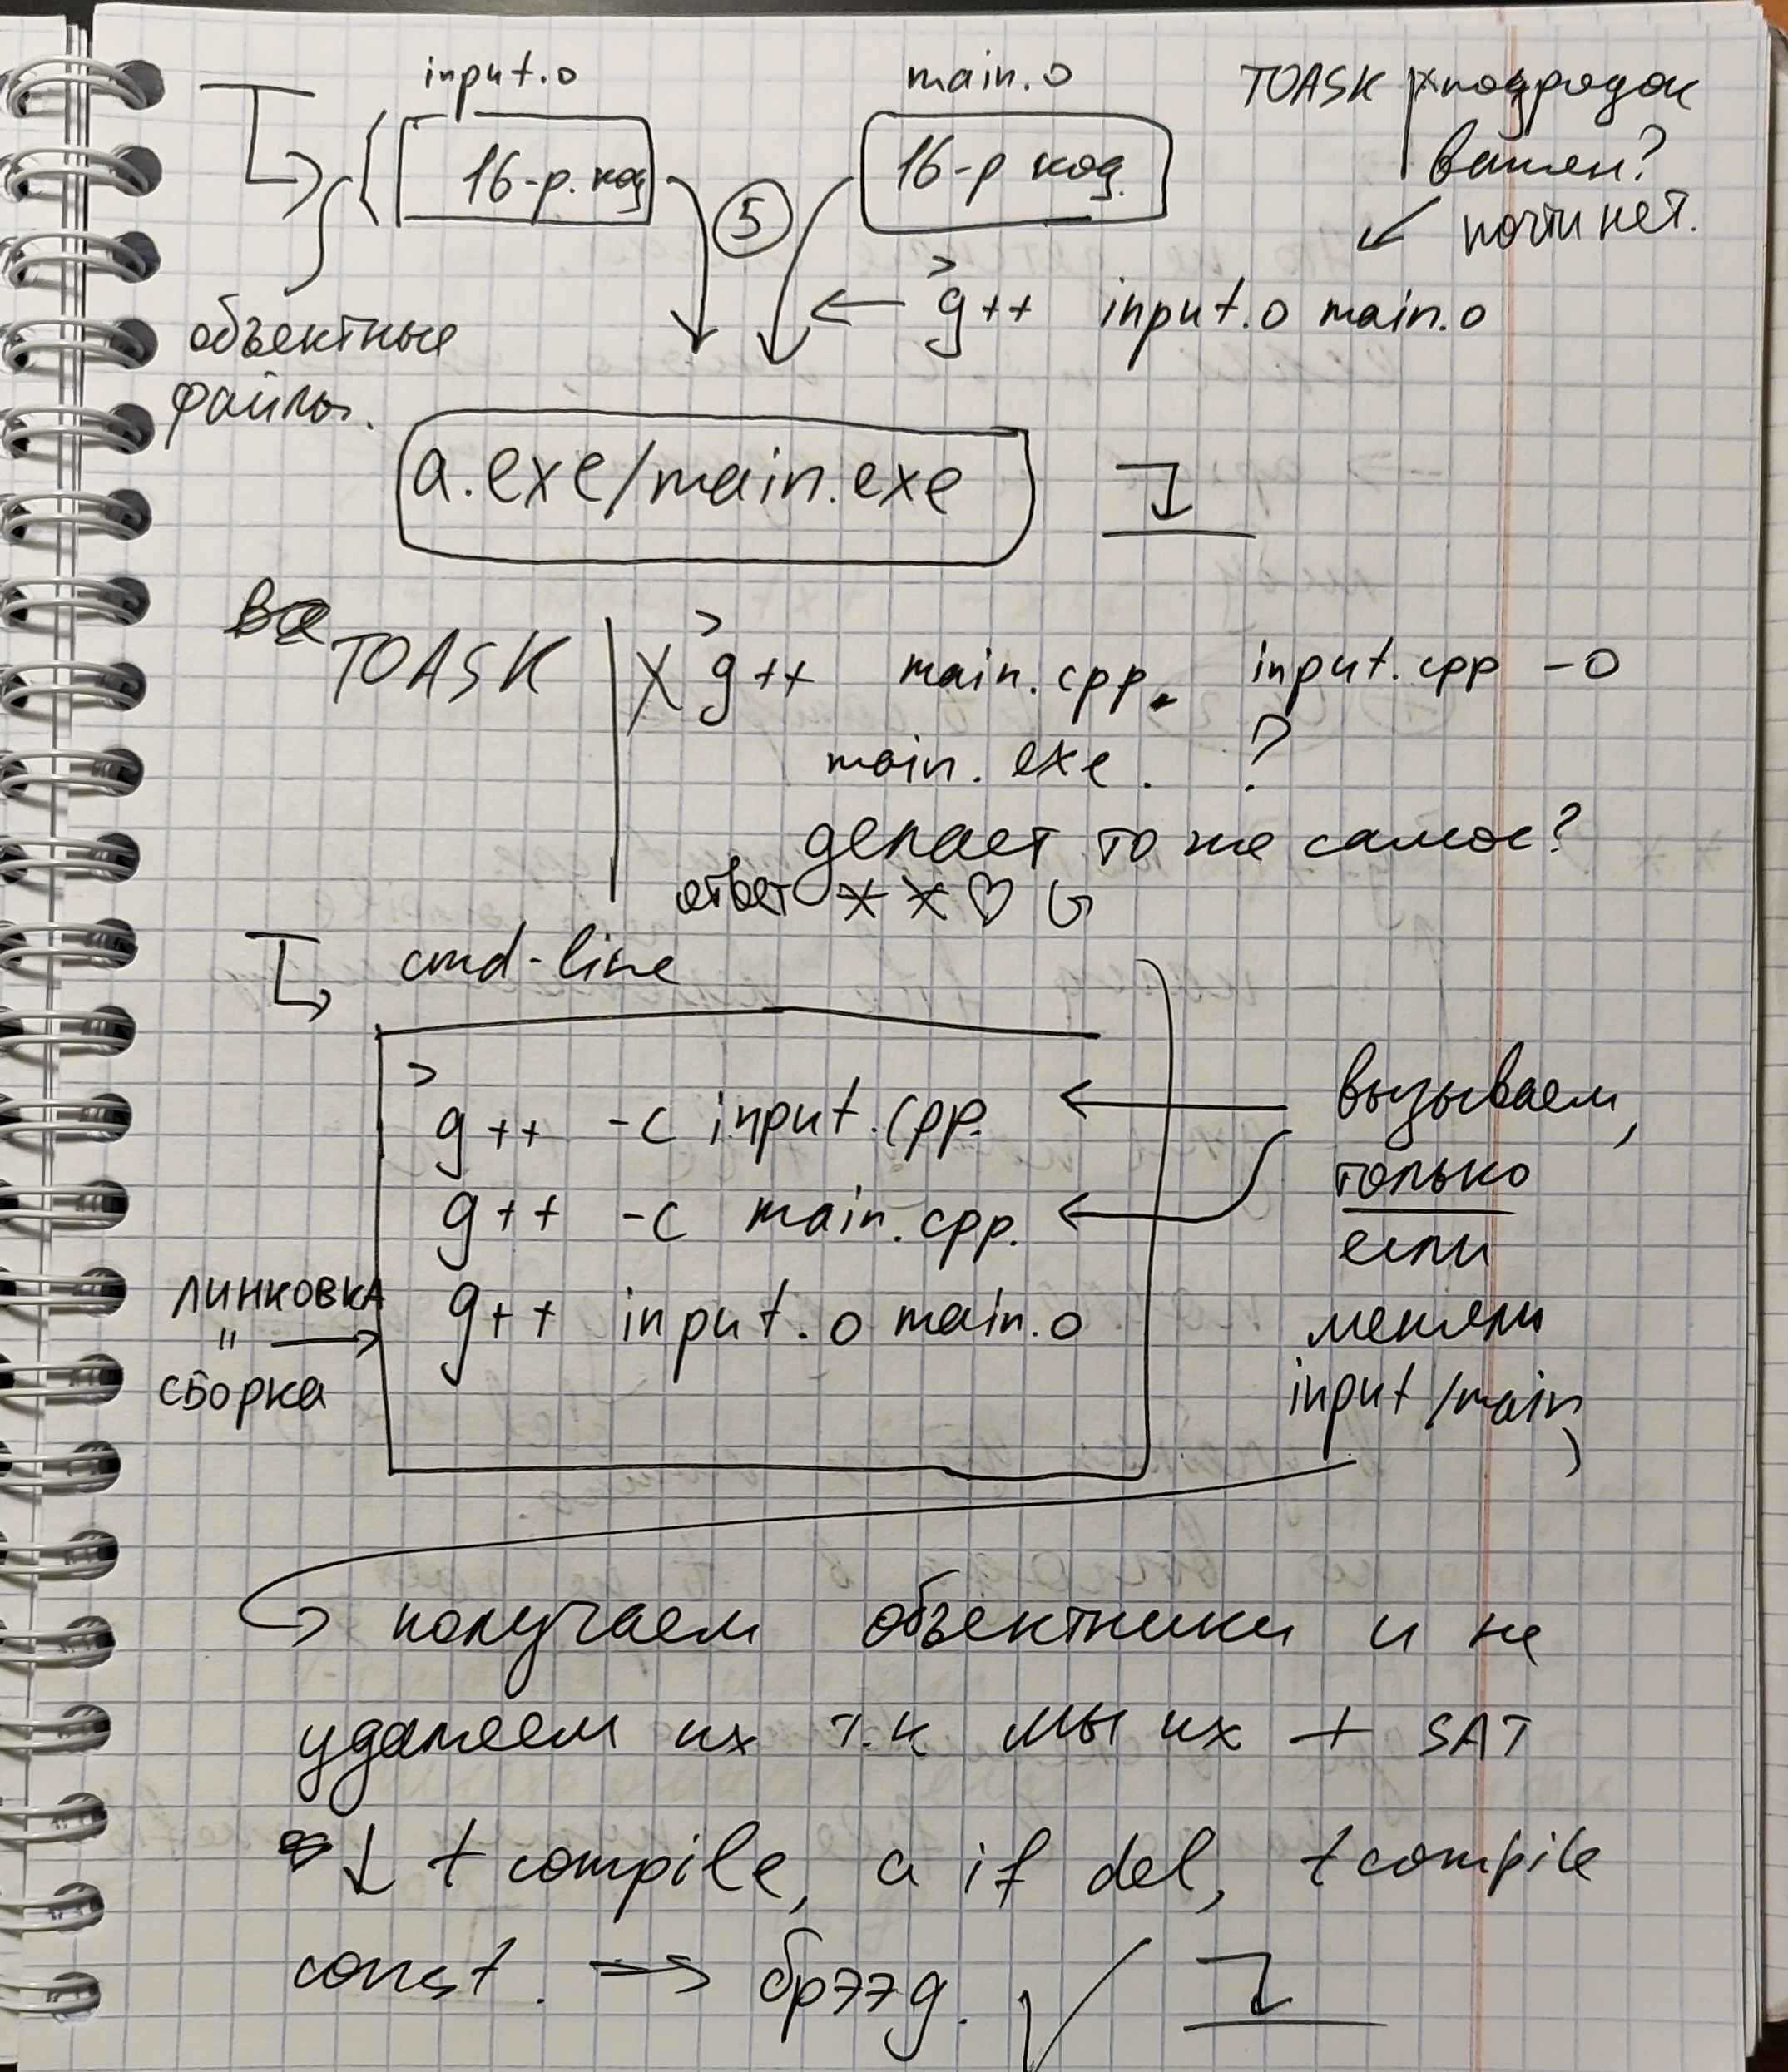 input.o main.o TOASK порядок
16-р. код 5 16-р код. важен?
почти нет.
> g++ input.o main.o
объектные
файлы.
a.exe/main.exe
TOASK > g++ main.cpp input.cpp -o
main.exe. ?
делает то же самое?
ответ **♡
cmd-line
>
g++ -c input.cpp.
g++ -c main.cpp.
g++ input.o main.o
линковка
"
сборка
вызываем,
только
если
меняли
input/main,
получаем объектники и не
удаляем их т.к мы их + SAT
↓ t compile, а if del, t compile
const. => брэээд. ✓